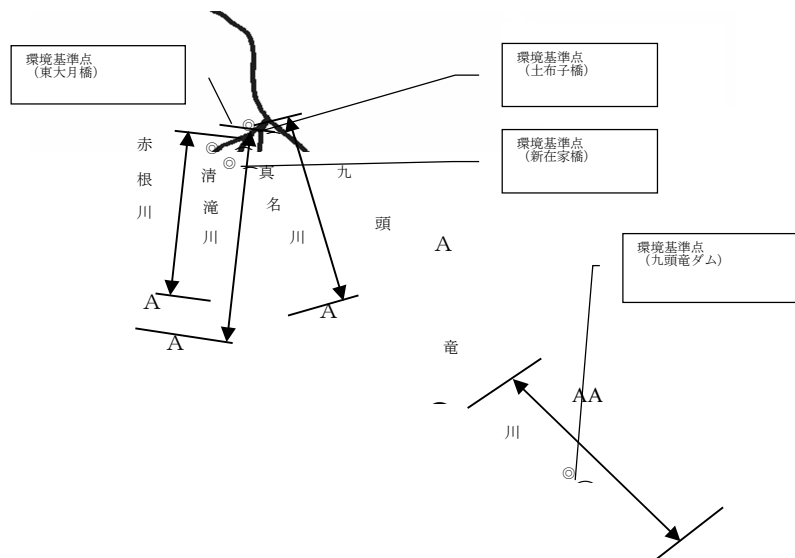 環境基準点
（東大月橋）
環境基準点
（土布子橋）
環境基準点
（新在家橋）
環境基準点
（九頭竜ダム）
◎
◎
◎
赤根川
清滝川
真名川
九頭竜川
A
A
A
A
AA
◎